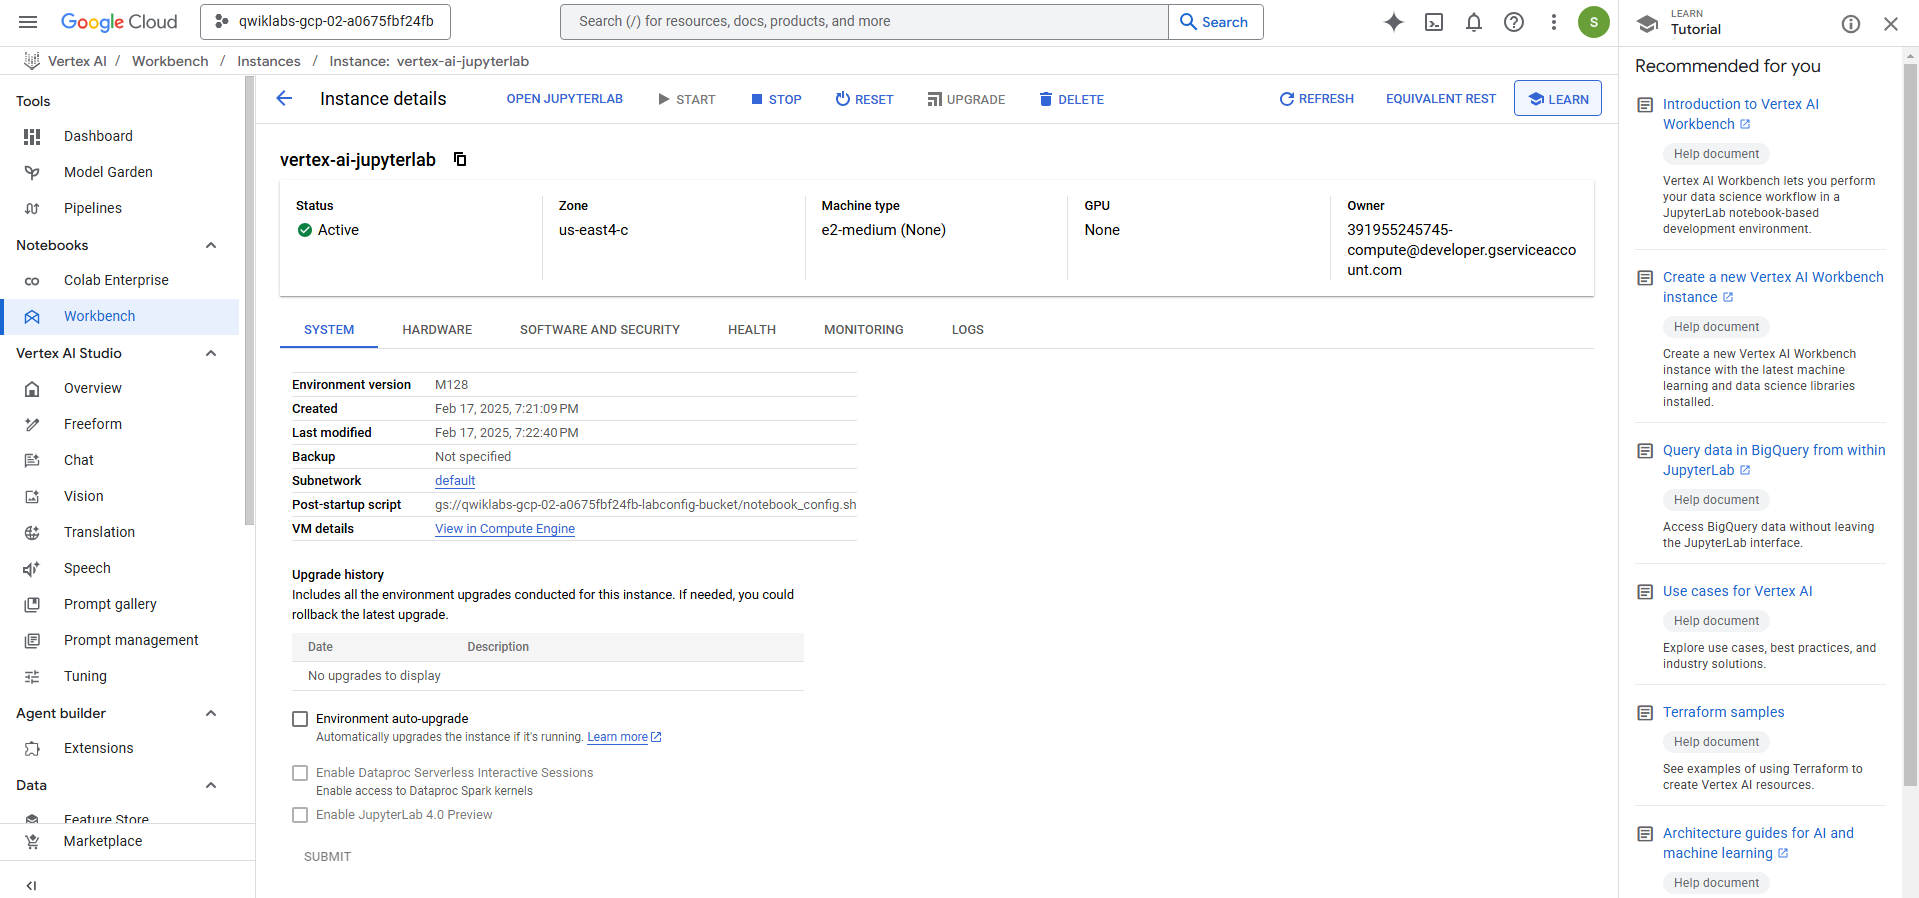 Google Cloud
qwiklabs-gcp-02-a0675fbf24fb
Search (/) for resources, docs, products, and more
Search
S
LEARN
Tutorial
Vertex AI / Workbench / Instances / Instance: vertex-ai-jupyterlab
Tools
Dashboard
Model Garden
Pipelines
Notebooks
Colab Enterprise
Workbench
Vertex AI Studio
Overview
Freeform
Chat
Vision
Translation
Speech
Prompt gallery
Prompt management
Tuning
Agent builder
Extensions
Data
Feature Store
Marketplace
Instance details
OPEN JUPYTERLAB
START
STOP
RESET
UPGRADE
DELETE
REFRESH
EQUIVALENT REST
LEARN
vertex-ai-jupyterlab
Status
Active
Zone
us-east4-c
Machine type
e2-medium (None)
GPU
None
Owner
391955245745-
compute@developer.gserviceacco
unt.com
SYSTEM
HARDWARE
SOFTWARE AND SECURITY
HEALTH
MONITORING
LOGS
Environment version M128
Created Feb 17, 2025, 7:21:09 PM
Last modified Feb 17, 2025, 7:22:40 PM
Backup Not specified
Subnetwork default
Post-startup script gs://qwiklabs-gcp-02-a0675fbf24fb-labconfig-bucket/notebook_config.sh
VM details View in Compute Engine
Upgrade history
Includes all the environment upgrades conducted for this instance. If needed, you could
rollback the latest upgrade.
Date Description
No upgrades to display
Environment auto-upgrade
Automatically upgrades the instance if it's running. Learn more
Enable Dataproc Serverless Interactive Sessions
Enable access to Dataproc Spark kernels
Enable JupyterLab 4.0 Preview
SUBMIT
Recommended for you
Introduction to Vertex AI
Workbench
Help document
Vertex AI Workbench lets you perform
your data science workflow in a
JupyterLab notebook-based
development environment.
Create a new Vertex AI Workbench
instance
Help document
Create a new Vertex AI Workbench
instance with the latest machine
learning and data science libraries
installed.
Query data in BigQuery from within
JupyterLab
Help document
Access BigQuery data without leaving
the JupyterLab interface.
Use cases for Vertex AI
Help document
Explore use cases, best practices, and
industry solutions.
Terraform samples
Help document
See examples of using Terraform to
create Vertex AI resources.
Architecture guides for AI and
machine learning
Help document